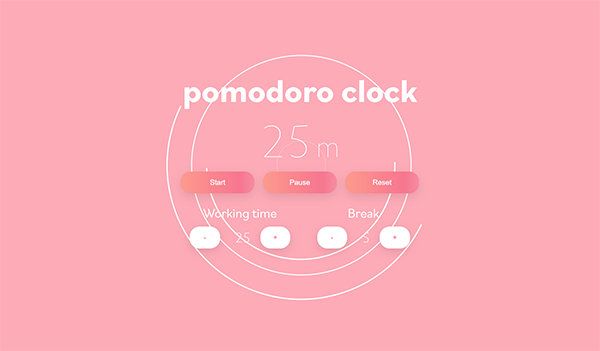 pomodoro clock
25 m
Start Pause Reset
Working time Break
- 25 + - 5 +